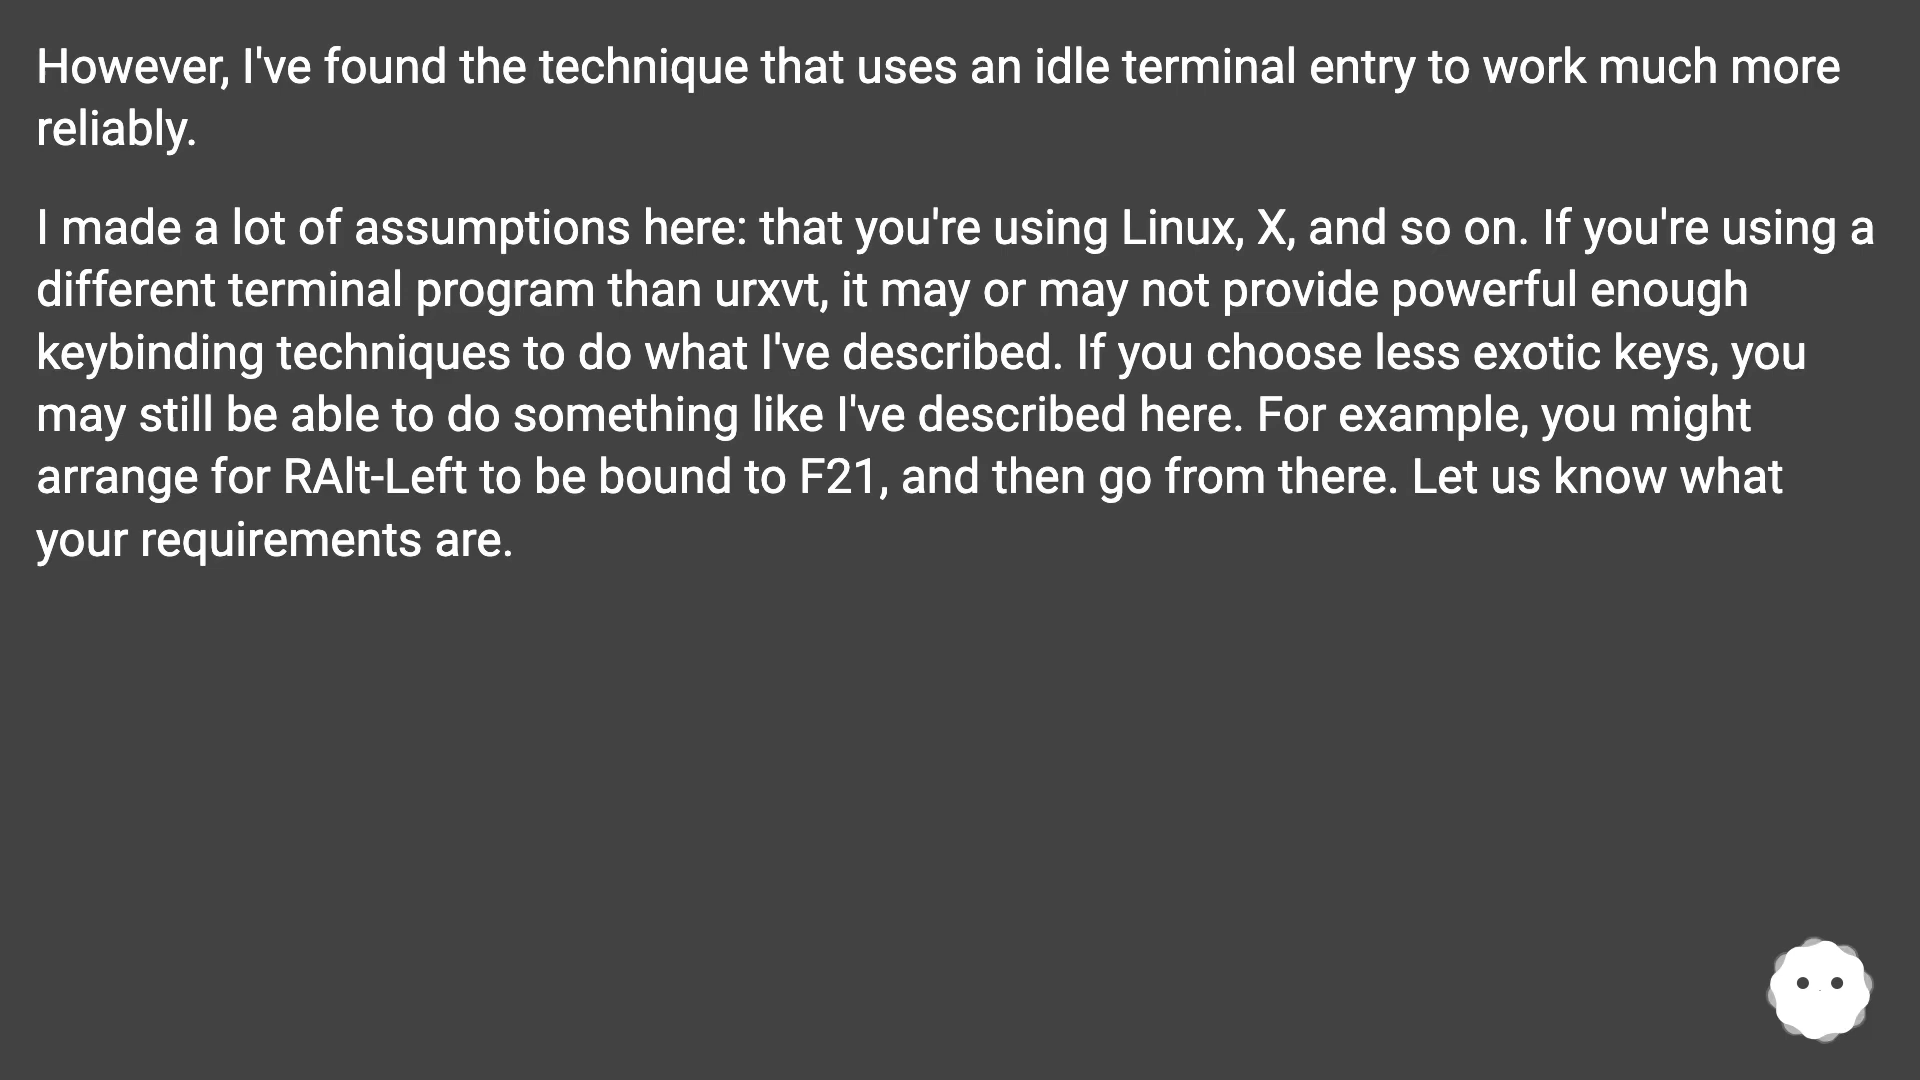 However, I've found the technique that uses an idle terminal entry to work much more
reliably.
I made a lot of assumptions here: that you're using Linux, X, and so on. If you're using a
different terminal program than urxvt, it may or may not provide powerful enough
keybinding techniques to do what I've described. If you choose less exotic keys, you
may still be able to do something like I've described here. For example, you might
arrange for RAlt-Left to be bound to F21, and then go from there. Let us know what
your requirements are.